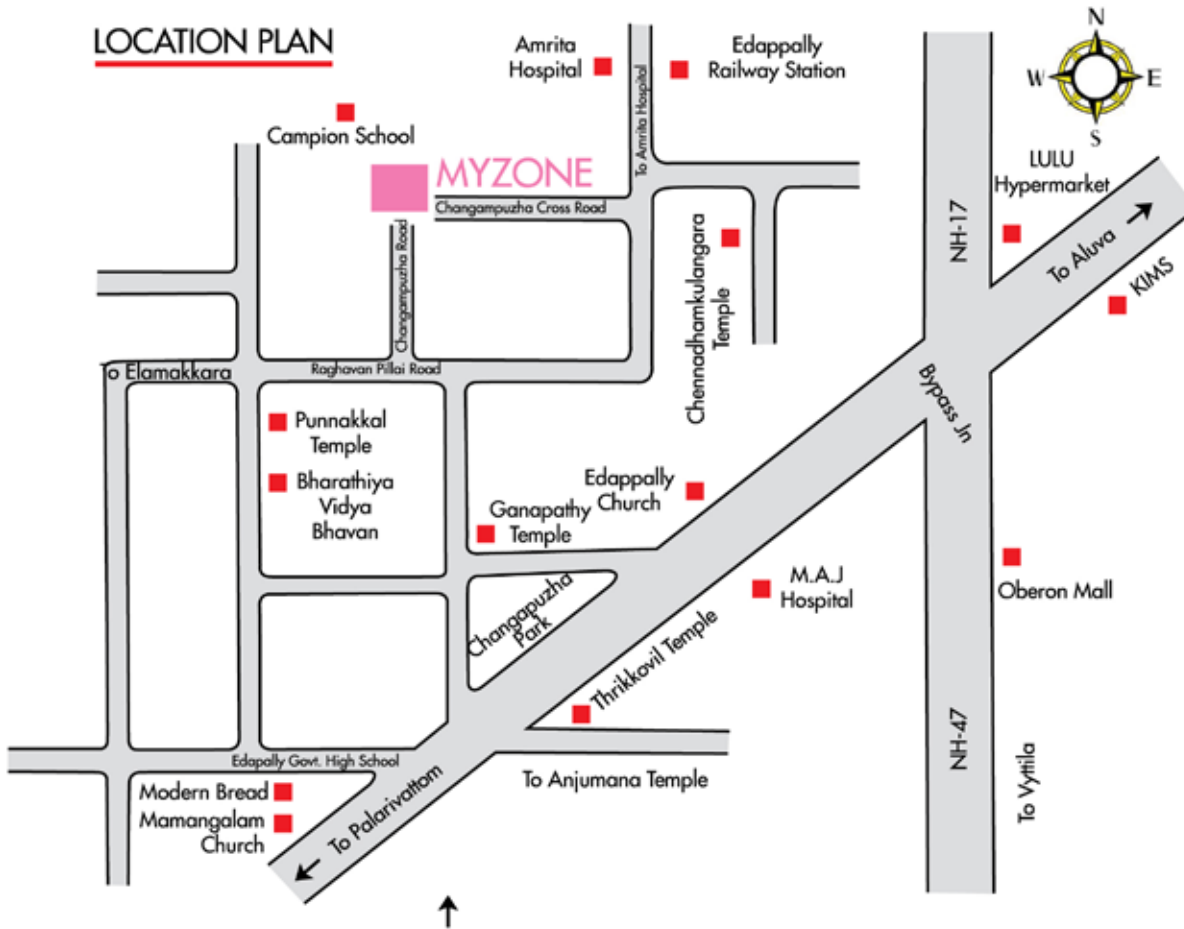 LOCATION PLAN
Amrita
Hospital
Edappally
Railway Station
N
W
E
S
Campion School
To Amrita Hospital
MYZONE
Changampuzha Cross Road
LULU
Hypermarket
NH-17
To Aluva
KIMS
Changampuzha Road
Chennadhamkulangara
Temple
To Elamakkara
Raghavan Pillai Road
Bypass Jn
Punnakkal
Temple
Bharathiya
Vidya
Bhavan
Edappally
Church
Ganapathy
Temple
M.A.J
Hospital
Oberon Mall
Changapuzha
Park
Thrikkovil Temple
NH-47
To Vyttila
Edapally Govt. High School
To Anjumana Temple
Modern Bread
Mamangalam
Church
To Palarivattom